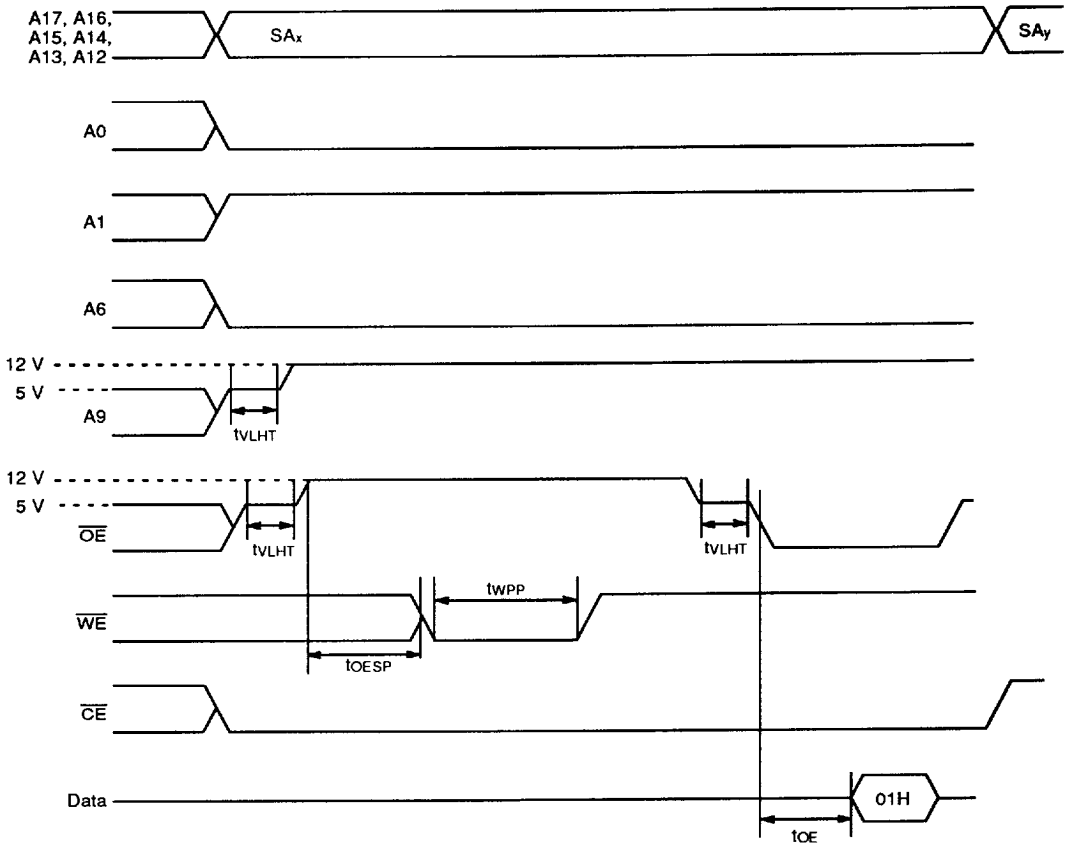 A17, A16,
A15, A14,
A13, A12
SAx
SAy
A0
A1
A6
12 V
5 V
A9
tVLHT
12 V
5 V
OE
tVLHT
tVLHT
WE
tWPP
tOESP
CE
Data
01H
tOE